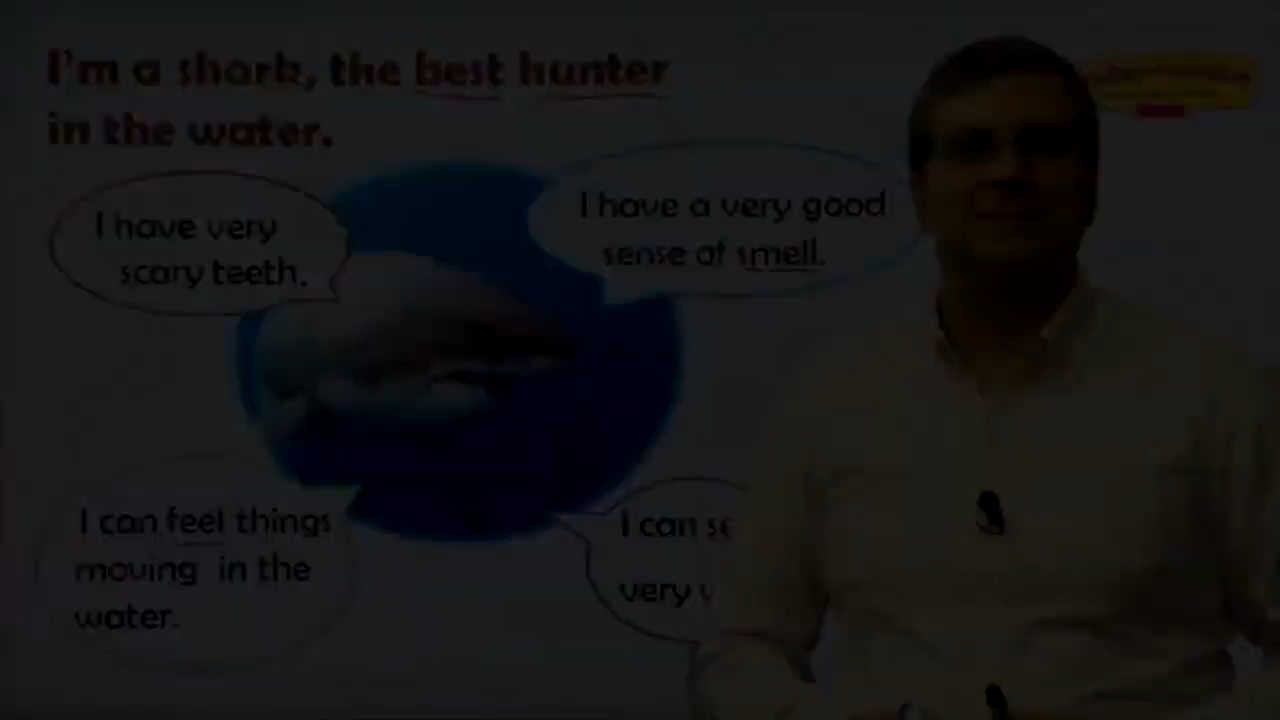 I'm a shark, the best hunter
in the water.
I have very
scary teeth.
I have a very good
sense of smell.
I can feel things
moving in the
water.
I can se
very